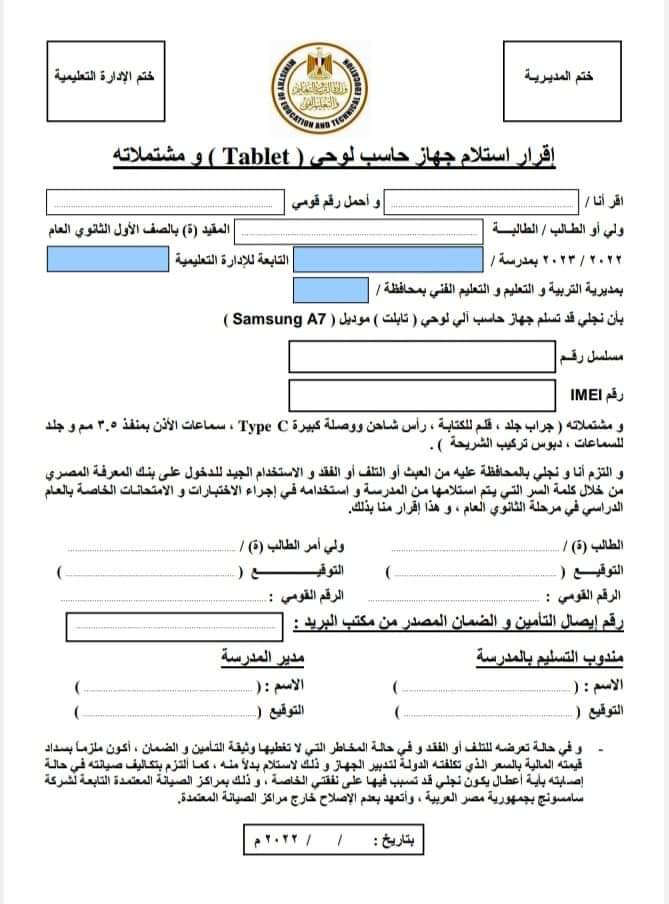 ختم المديرية
ختم الإدارة التعليمية
MINISTRY OF EDUCATION AND TECHNICAL EDUCATION
إقرار استلام جهاز حاسب لوحي ( Tablet ) و مشتملاته
اقر أنا / ........ و أحمل رقم قومي ........
ولي أو الطالب / الطالبـــة ........ المقيد (ة) بالصف الأول الثانوي العام
٢٠٢٢ / ٢٠٢٣ بمدرسة / التابعة للإدارة التعليمية
بمديرية التربية و التعليم و التعليم الفني بمحافظة /
بأن نجلي قد تسلم جهاز حاسب آلي لوحي ( تابلت ) موديل ( Samsung A7 )
مسلسل رقـم
رقم IMEI
و مشتملاته ( جراب جلد ، قلم للكتابة ، رأس شاحن ووصلة كبيرة Type C ، سماعات الأذن بمنفذ ٣.٥ مم و جلد
للسماعات ، دبوس تركيب الشريحة ) .
و التزم أنا و نجلي بالمحافظة عليه من العبث أو التلف أو الفقد و الاستخدام الجيد للدخول على بنك المعرفة المصري
من خلال كلمة السر التي يتم استلامها من المدرسة و استخدامه في إجراء الاختبارات و الامتحانات الخاصة بالعام
الدراسي في مرحلة الثانوي العام ، و هذا إقرار منا بذلك.
الطالب (ة) / ........ ولي أمر الطالب (ة) / ........
التوقيـــع ( ........ ) التوقيـــــــــع ( ........ )
الرقم القومي : ........ الرقم القومي : ........
رقم إيصال التأمين و الضمان المصدر من مكتب البريد : ........
مندوب التسليم بالمدرسة مدير المدرسة
الاسم : ( ........ ) الاسم : ( ........ )
التوقيع ( ........ ) التوقيع ( ........ )
- و في حالة تعرضه للتلف أو الفقد و في حالة المخاطر التي لا تغطيها وثيقة التأمين و الضمان ، أكون ملزماً بسداد
قيمته المالية بالسعر الذي تكلفته الدولة لتدبير الجهاز و ذلك لاستلام بدلاً منه ، كما ألتزم بتكاليف صيانته في حالة
إصابته بأية أعطال يكون نجلي قد تسبب فيها على نفقتي الخاصة ، و ذلك بمراكز الصيانة المعتمدة التابعة لشركة
سامسونج بجمهورية مصر العربية ، وأتعهد بعدم الإصلاح خارج مراكز الصيانة المعتمدة.
بتاريخ : / / ٢٠٢٢ م